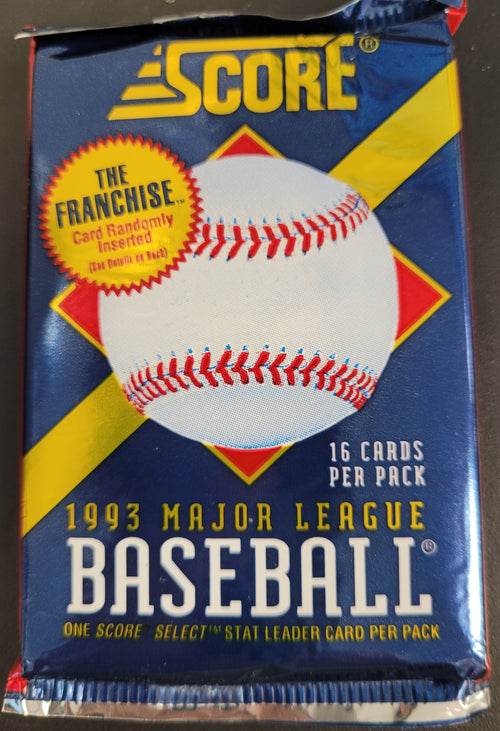 SCORE®
THE
FRANCHISE™
Card Randomly
Inserted
(See Details on Back)
16 CARDS
PER PACK
1993 MAJOR LEAGUE
BASEBALL®
ONE SCORE® SELECT™ STAT LEADER CARD PER PACK